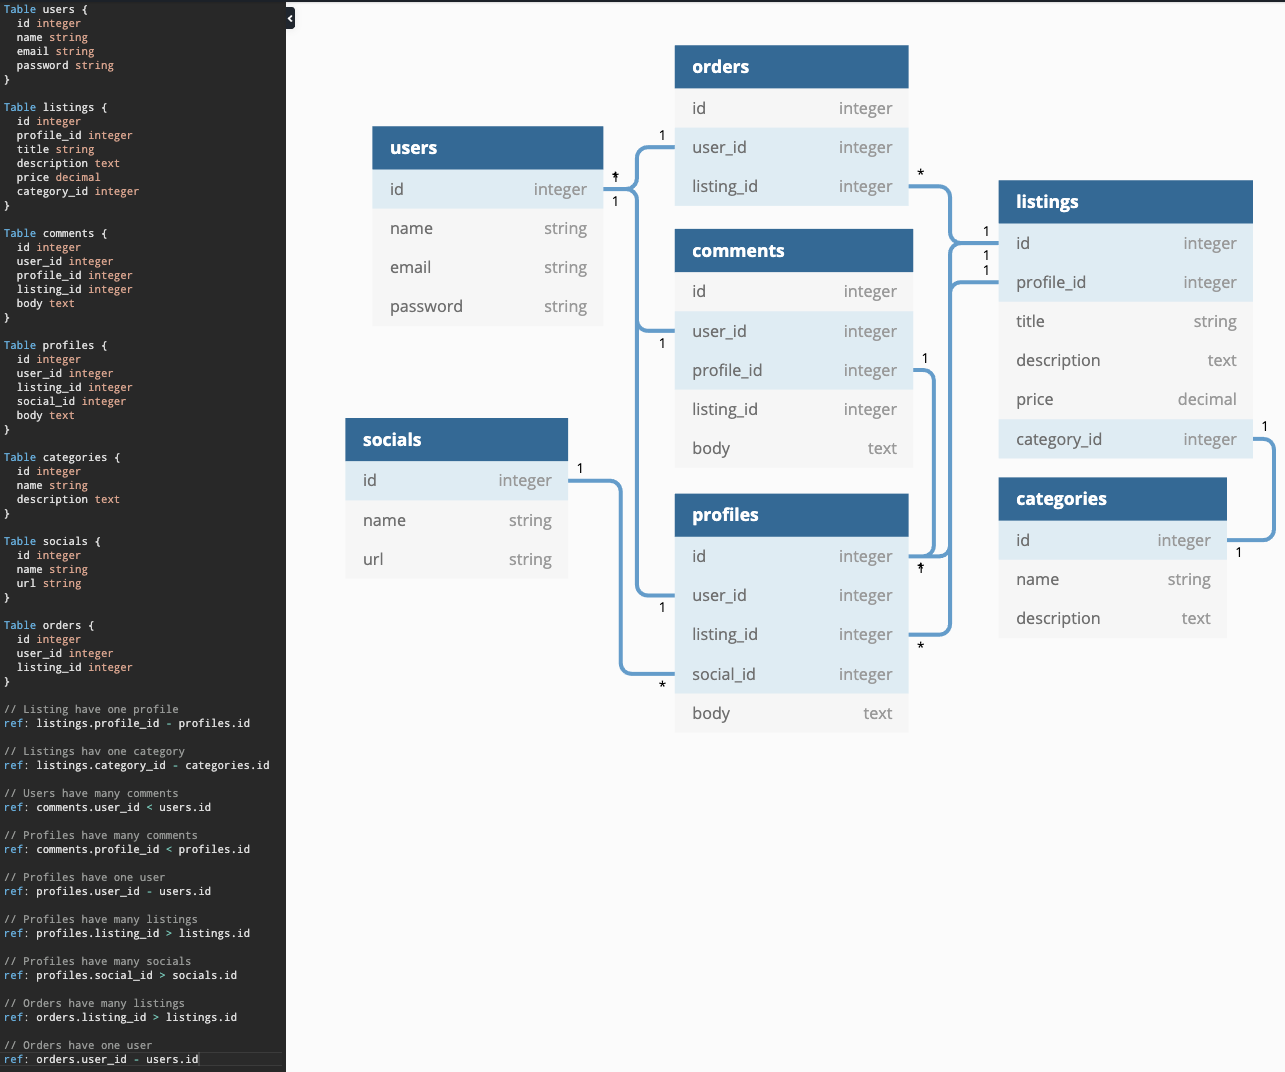 Table users {
id integer
name string
email string
password string
}
Table listings {
id integer
profile_id integer
title string
description text
price decimal
category_id integer
}
Table comments {
id integer
user_id integer
profile_id integer
listing_id integer
body text
}
Table profiles {
id integer
user_id integer
listing_id integer
social_id integer
body text
}
Table categories {
id integer
name string
description text
}
Table socials {
id integer
name string
url string
}
Table orders {
id integer
user_id integer
listing_id integer
}
// Listing have one profile
ref: listings.profile_id - profiles.id
// Listings hav one category
ref: listings.category_id - categories.id
// Users have many comments
ref: comments.user_id < users.id
// Profiles have many comments
ref: comments.profile_id < profiles.id
// Profiles have one user
ref: profiles.user_id - users.id
// Profiles have many listings
ref: profiles.listing_id > listings.id
// Profiles have many socials
ref: profiles.social_id > socials.id
// Orders have many listings
ref: orders.listing_id > listings.id
// Orders have one user
ref: orders.user_id - users.id
users
id integer
name string
email string
password string
*
1
socials
id integer
name string
url string
1
orders
id integer
user_id integer
listing_id integer
1
*
comments
id integer
user_id integer
profile_id integer
listing_id integer
body text
1
1
profiles
id integer
user_id integer
listing_id integer
social_id integer
body text
*
1
*
*
listings
id integer
profile_id integer
title string
description text
price decimal
category_id integer
1
1
1
1
categories
id integer
name string
description text
1